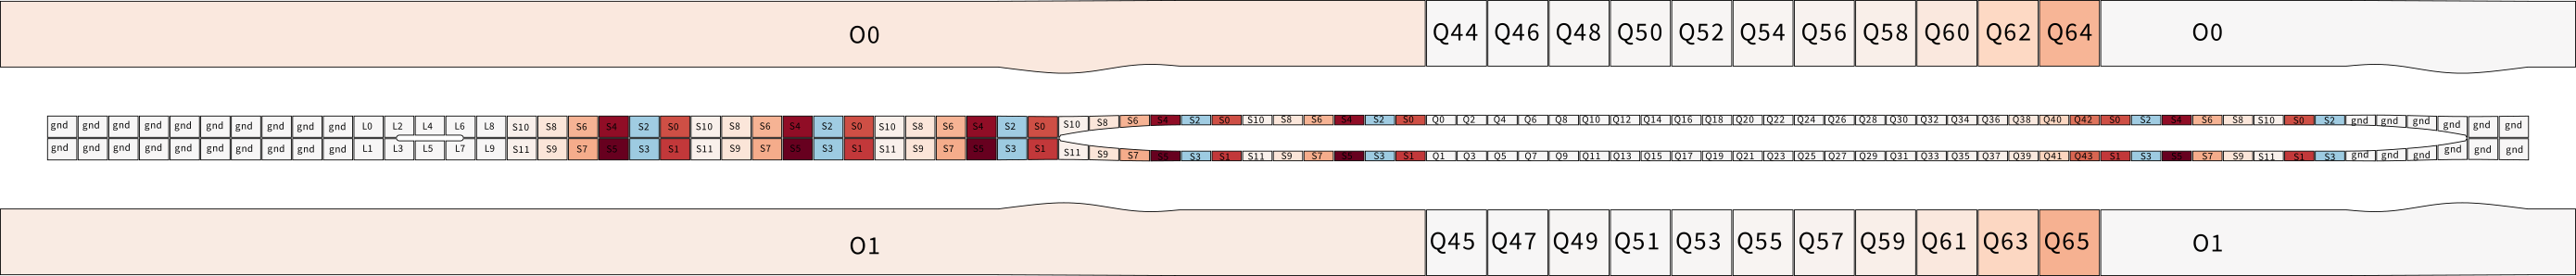 O0 Q44 Q46 Q48 Q50 Q52 Q54 Q56 Q58 Q60 Q62 Q64 O0
gnd gnd gnd gnd gnd gnd gnd gnd gnd gnd L0 L2 L4 L6 L8 S10 S8 S6 S4 S2 S0 S10 S8 S6 S4 S2 S0 S10 S8 S6 S4 S2 S0 S10 S8 S6 S4 S2 S0 S10 S8 S6 S4 S2 S0 Q0 Q2 Q4 Q6 Q8 Q10 Q12 Q14 Q16 Q18 Q20 Q22 Q24 Q26 Q28 Q30 Q32 Q34 Q36 Q38 Q40 Q42 S0 S2 S4 S6 S8 S10 S0 S2 gnd gnd gnd gnd gnd gnd
gnd gnd gnd gnd gnd gnd gnd gnd gnd gnd L1 L3 L5 L7 L9 S11 S9 S7 S5 S3 S1 S11 S9 S7 S5 S3 S1 S11 S9 S7 S5 S3 S1 S11 S9 S7 S5 S3 S1 S11 S9 S7 S5 S3 S1 Q1 Q3 Q5 Q7 Q9 Q11 Q13 Q15 Q17 Q19 Q21 Q23 Q25 Q27 Q29 Q31 Q33 Q35 Q37 Q39 Q41 Q43 S1 S3 S5 S7 S9 S11 S1 S3 gnd gnd gnd gnd gnd gnd
O1 Q45 Q47 Q49 Q51 Q53 Q55 Q57 Q59 Q61 Q63 Q65 O1